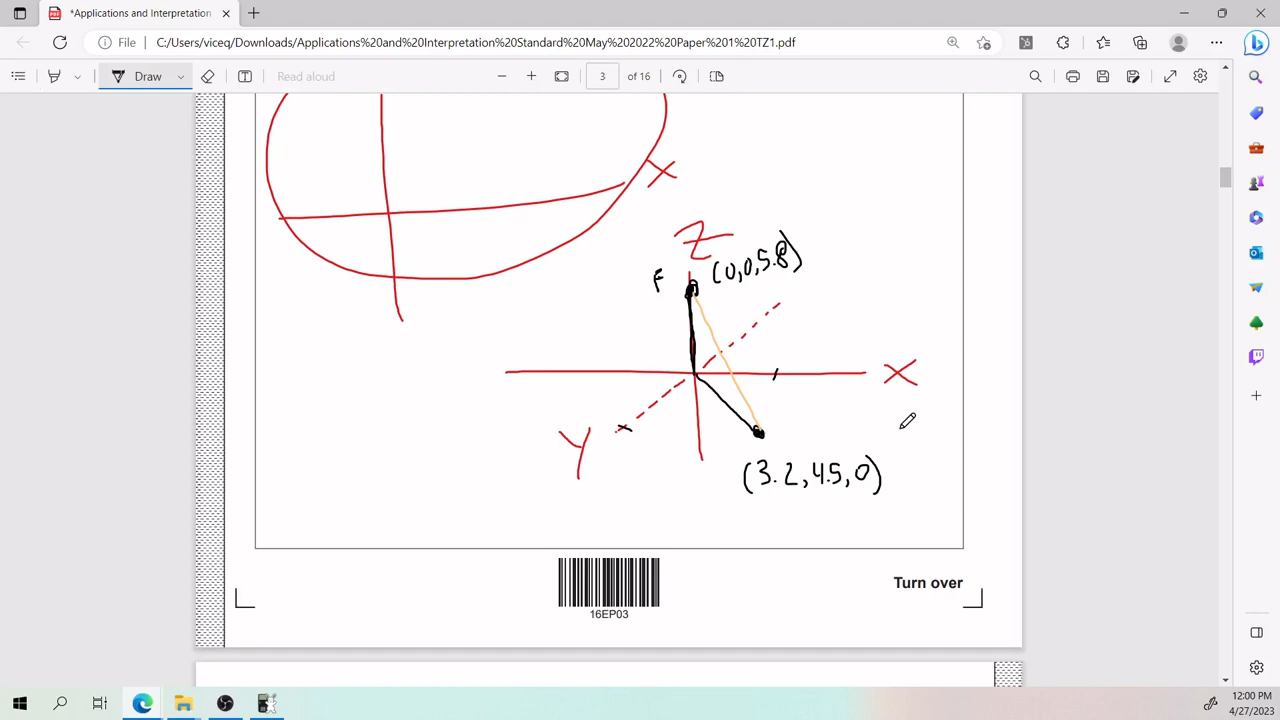 *Applications and Interpretation
File C:/Users/viceq/Downloads/Applications%20and%20Interpretation%20Standard%20May%202022%20Paper%201%20TZ1.pdf
Draw
Read aloud
3 of 16
X
Z
F (0,0,5.8)
X
Y
(3.2,4.5,0)
Turn over
16EP03
12:00 PM
4/27/2023